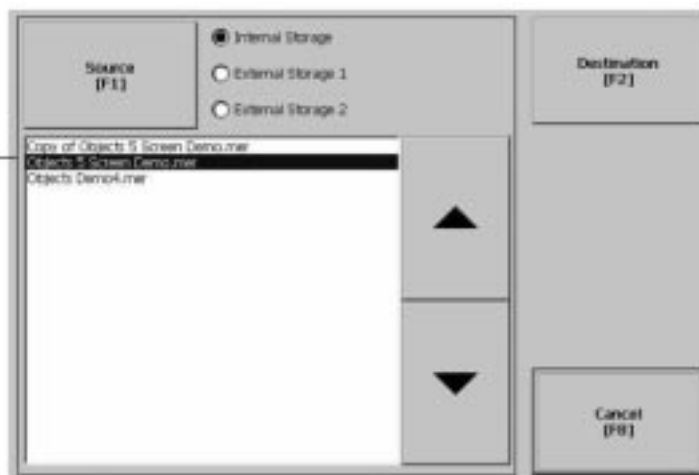 Source
[F1]
Internal Storage
External Storage 1
External Storage 2
Destination
[F2]
Copy of Objects 5 Screen Demo.mer
Objects 5 Screen Demo.mer
Objects Demo4.mer
Cancel
[F8]